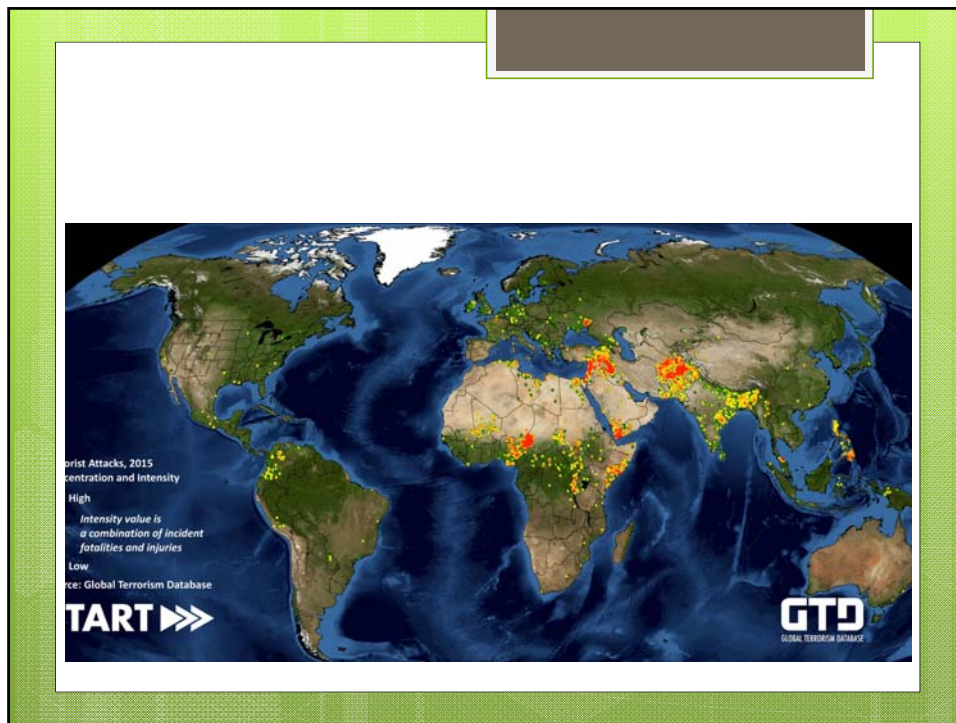 orist Attacks, 2015
centration and Intensity
High
Intensity value is
a combination of incident
fatalities and injuries
Low
rce: Global Terrorism Database
TART
GTD
GLOBAL TERRORISM DATABASE